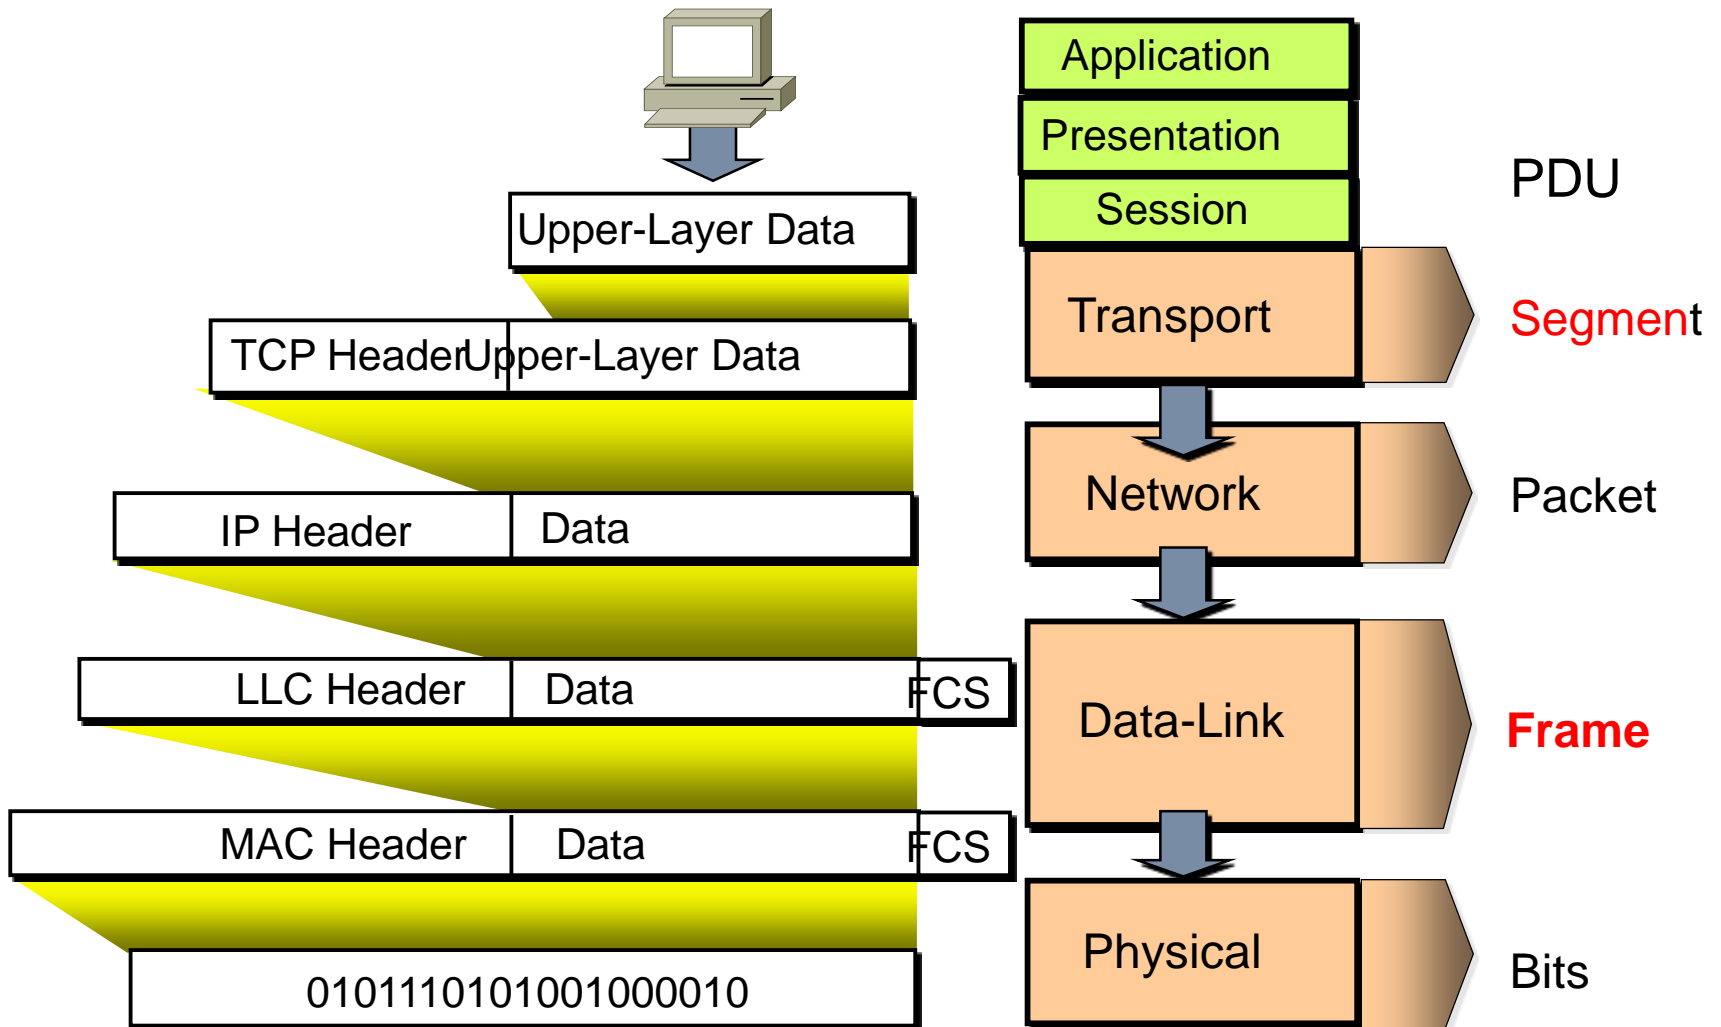 Application
Presentation
PDU
Session
Upper-Layer Data
Transport
Segment
TCP Header Upper-Layer Data
Network
Packet
IP Header Data
LLC Header Data FCS
Data-Link
Frame
MAC Header Data FCS
Physical
Bits
0101110101001000010